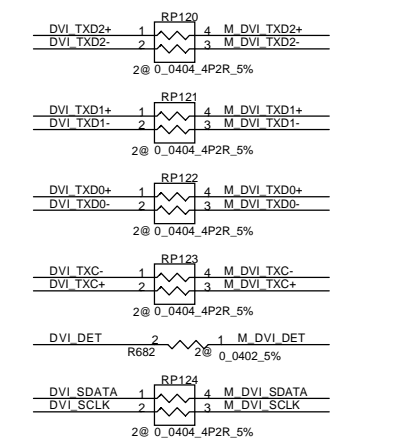 RP120
DVI_TXD2+ 1 4 M_DVI_TXD2+
DVI_TXD2- 2 3 M_DVI_TXD2-
2@ 0_0404_4P2R_5%
RP121
DVI_TXD1+ 1 4 M_DVI_TXD1+
DVI_TXD1- 2 3 M_DVI_TXD1-
2@ 0_0404_4P2R_5%
RP122
DVI_TXD0+ 1 4 M_DVI_TXD0+
DVI_TXD0- 2 3 M_DVI_TXD0-
2@ 0_0404_4P2R_5%
RP123
DVI_TXC- 1 4 M_DVI_TXC-
DVI_TXC+ 2 3 M_DVI_TXC+
2@ 0_0404_4P2R_5%
DVI_DET 2 1 M_DVI_DET
R682 2@ 0_0402_5%
RP124
DVI_SDATA 1 4 M_DVI_SDATA
DVI_SCLK 2 3 M_DVI_SCLK
2@ 0_0404_4P2R_5%